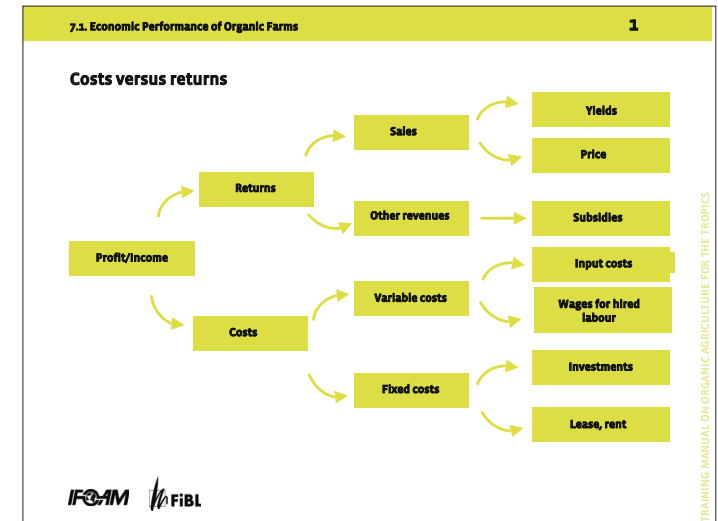 7.1. Economic Performance of Organic Farms
1
Costs versus returns
Yields
Sales
Price
Returns
Other revenues
Subsidies
Profit/Income
Input costs
Variable costs
Wages for hired
labour
Costs
Investments
Fixed costs
Lease, rent
TRAINING MANUAL ON ORGANIC AGRICULTURE FOR THE TROPICS
IFOAM
FiBL